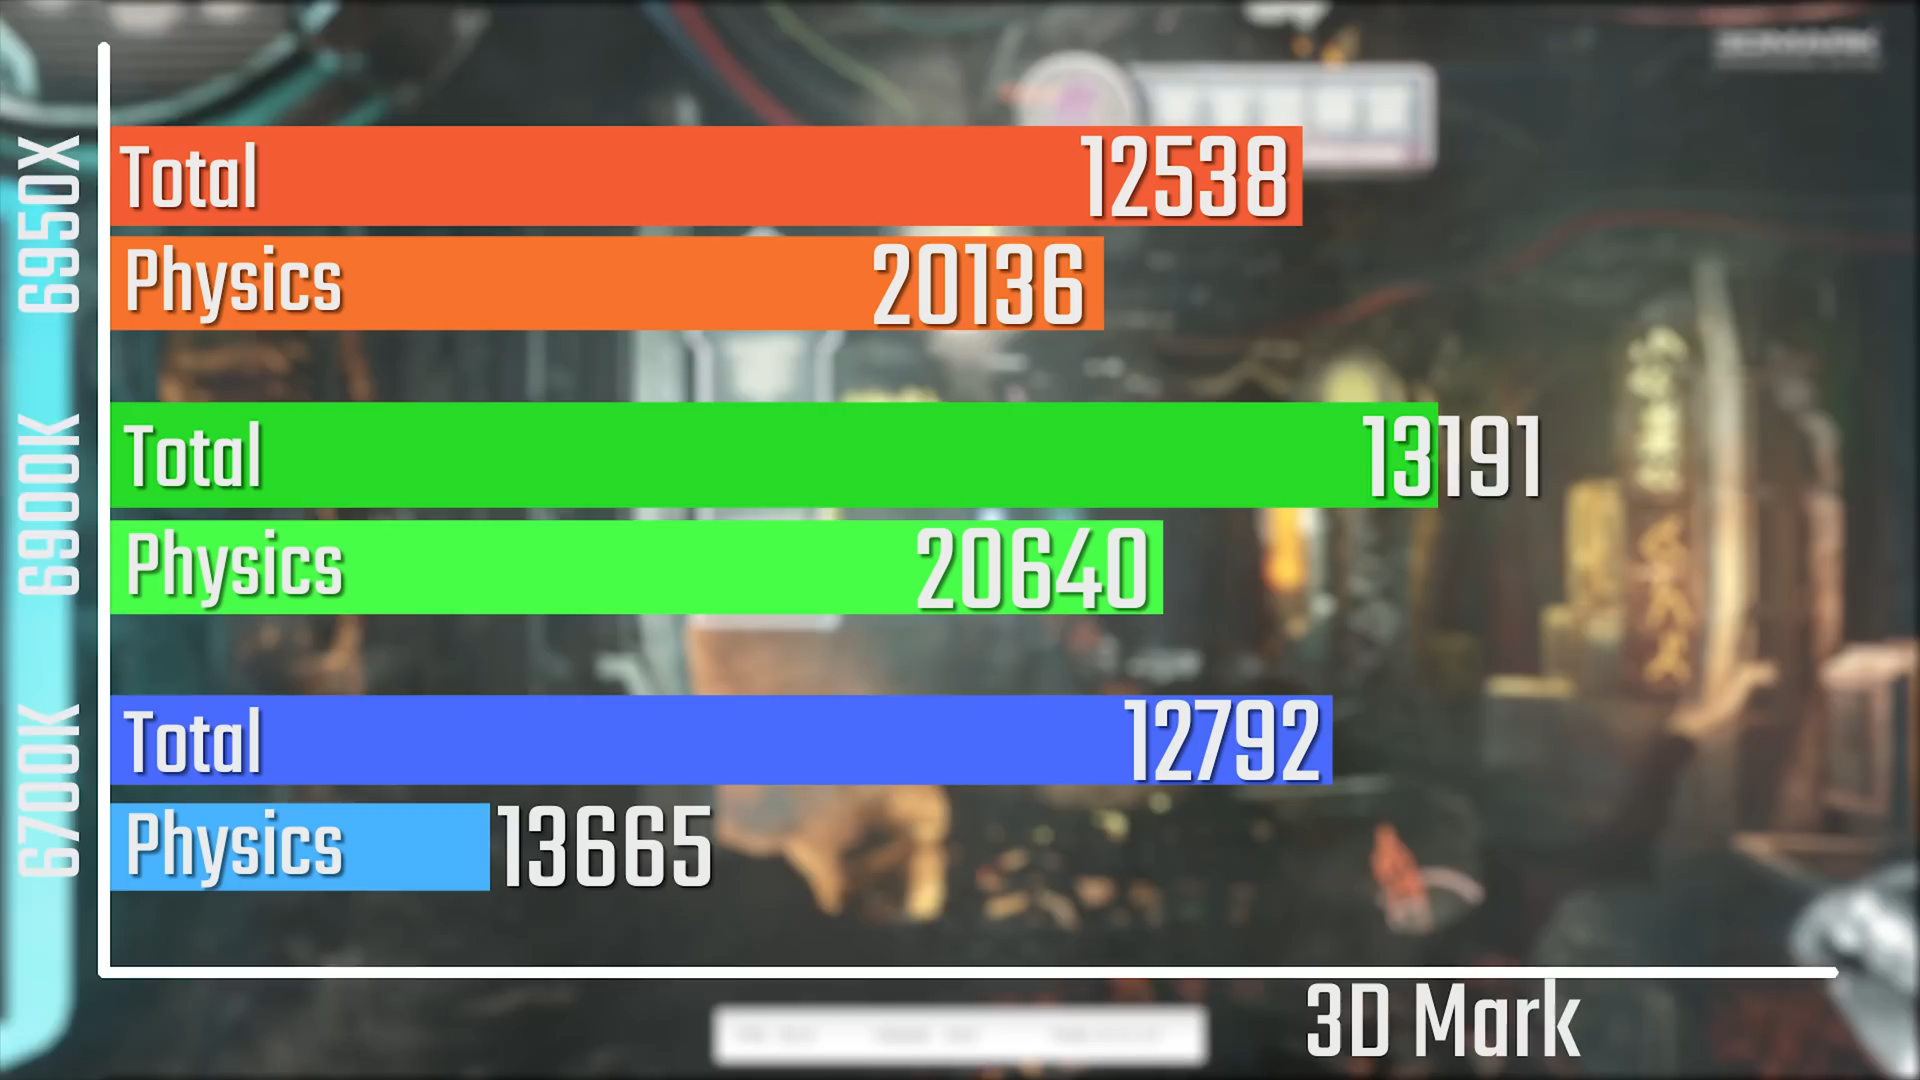 6950X
Total 12538
Physics 20136
6900K
Total 13191
Physics 20640
6700K
Total 12792
Physics 13665
3D Mark